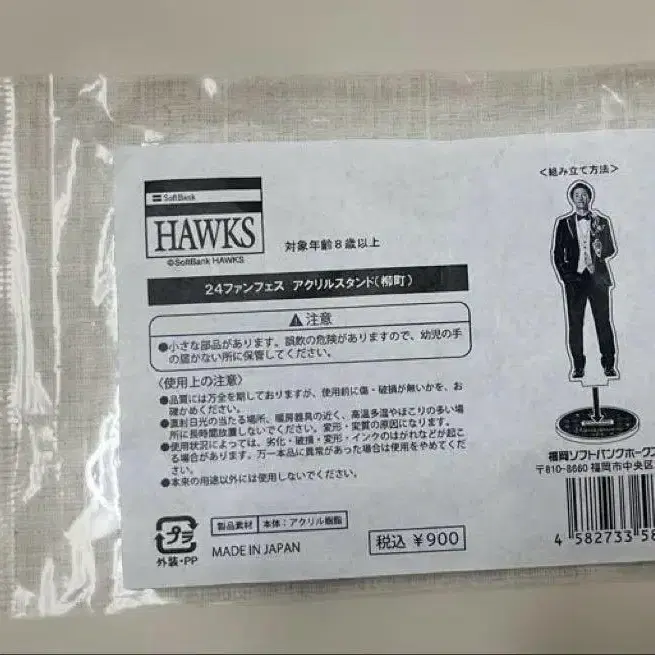 SoftBank
HAWKS
©SoftBank HAWKS
対象年齢8歳以上
24ファンフェス アクリルスタンド(柳町)
⚠注意
●小さな部品があります。誤飲の危険がありますので、幼児の手
の届かない所に保管してください。
〈使用上の注意〉
●品質には万全を期しておりますが、使用前に傷・破損が無いかを、お
確かめください。
●直射日光の当たる場所、暖房器具の近く、高温多湿やほこりの多い場
所に長時間放置しないでください。変形・変質の原因になります。
●使用状況によっては、劣化・破損・変形・インクのはがれなどが起こ
る場合があります。万一本品に異常があった場合は使用をやめてくだ
さい。
●本来の用途以外には使用しないでください。
プラ
外装・PP
製品素材 本体:アクリル樹脂
MADE IN JAPAN
税込 ¥900
<組み立て方法>
福岡ソフトバンクホークス
〒810-8660 福岡市中央区
4 582733 58